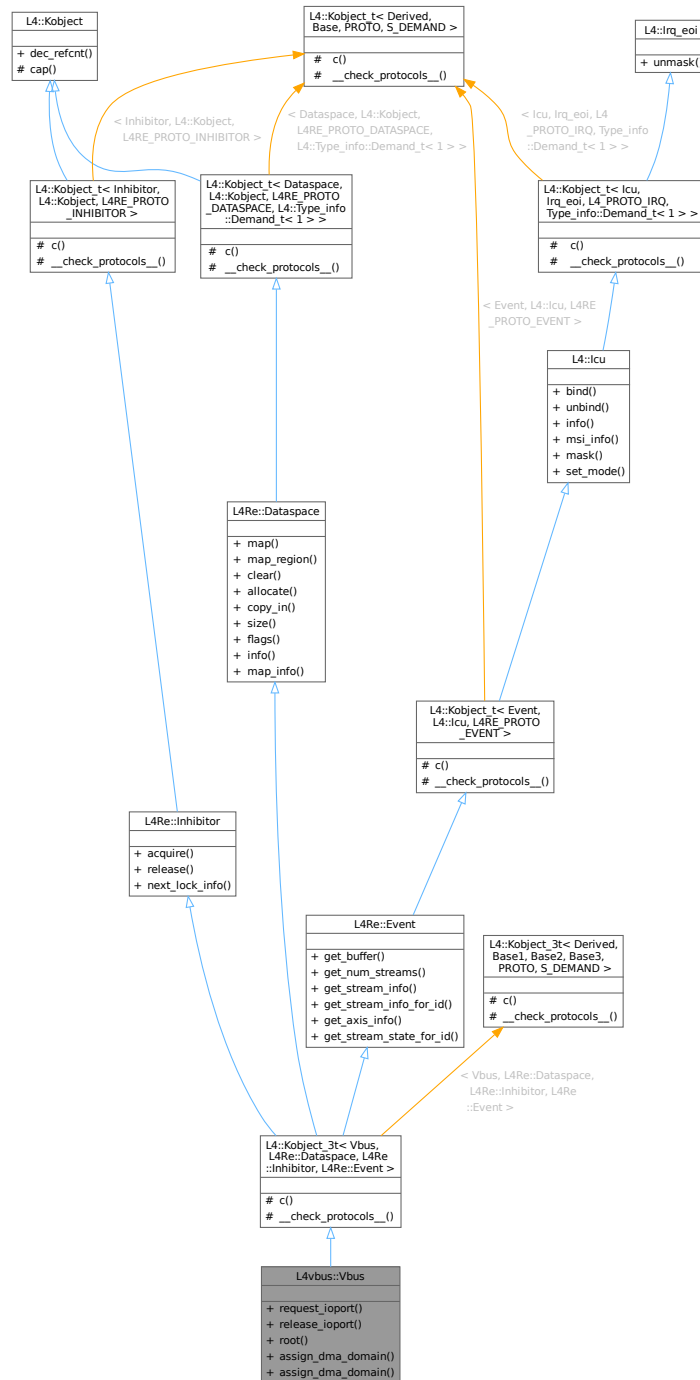 L4::Kobject
+ dec_refcnt()
# cap()
L4::Kobject_t< Derived,
Base, PROTO, S_DEMAND >
# c()
# __check_protocols__()
L4::Irq_eoi
+ unmask()
< Inhibitor, L4::Kobject,
L4RE_PROTO_INHIBITOR >
< Dataspace, L4::Kobject,
L4RE_PROTO_DATASPACE,
L4::Type_info::Demand_t< 1 > >
< Icu, Irq_eoi, L4
_PROTO_IRQ, Type_info
::Demand_t< 1 > >
L4::Kobject_t< Inhibitor,
L4::Kobject, L4RE_PROTO
_INHIBITOR >
# c()
# __check_protocols__()
L4::Kobject_t< Dataspace,
L4::Kobject, L4RE_PROTO
_DATASPACE, L4::Type_info
::Demand_t< 1 > >
# c()
# __check_protocols__()
L4::Kobject_t< Icu,
Irq_eoi, L4_PROTO_IRQ,
Type_info::Demand_t< 1 > >
# c()
# __check_protocols__()
< Event, L4::Icu, L4RE
_PROTO_EVENT >
L4::Icu
+ bind()
+ unbind()
+ info()
+ msi_info()
+ mask()
+ set_mode()
L4Re::Dataspace
+ map()
+ map_region()
+ clear()
+ allocate()
+ copy_in()
+ size()
+ flags()
+ info()
+ map_info()
L4::Kobject_t< Event,
L4::Icu, L4RE_PROTO
_EVENT >
# c()
# __check_protocols__()
L4Re::Inhibitor
+ acquire()
+ release()
+ next_lock_info()
L4Re::Event
+ get_buffer()
+ get_num_streams()
+ get_stream_info()
+ get_stream_info_for_id()
+ get_axis_info()
+ get_stream_state_for_id()
L4::Kobject_3t< Derived,
Base1, Base2, Base3,
PROTO, S_DEMAND >
# c()
# __check_protocols__()
< Vbus, L4Re::Dataspace,
L4Re::Inhibitor, L4Re
::Event >
L4::Kobject_3t< Vbus,
L4Re::Dataspace, L4Re
::Inhibitor, L4Re::Event >
# c()
# __check_protocols__()
L4vbus::Vbus
+ request_ioport()
+ release_ioport()
+ root()
+ assign_dma_domain()
+ assign_dma_domain()